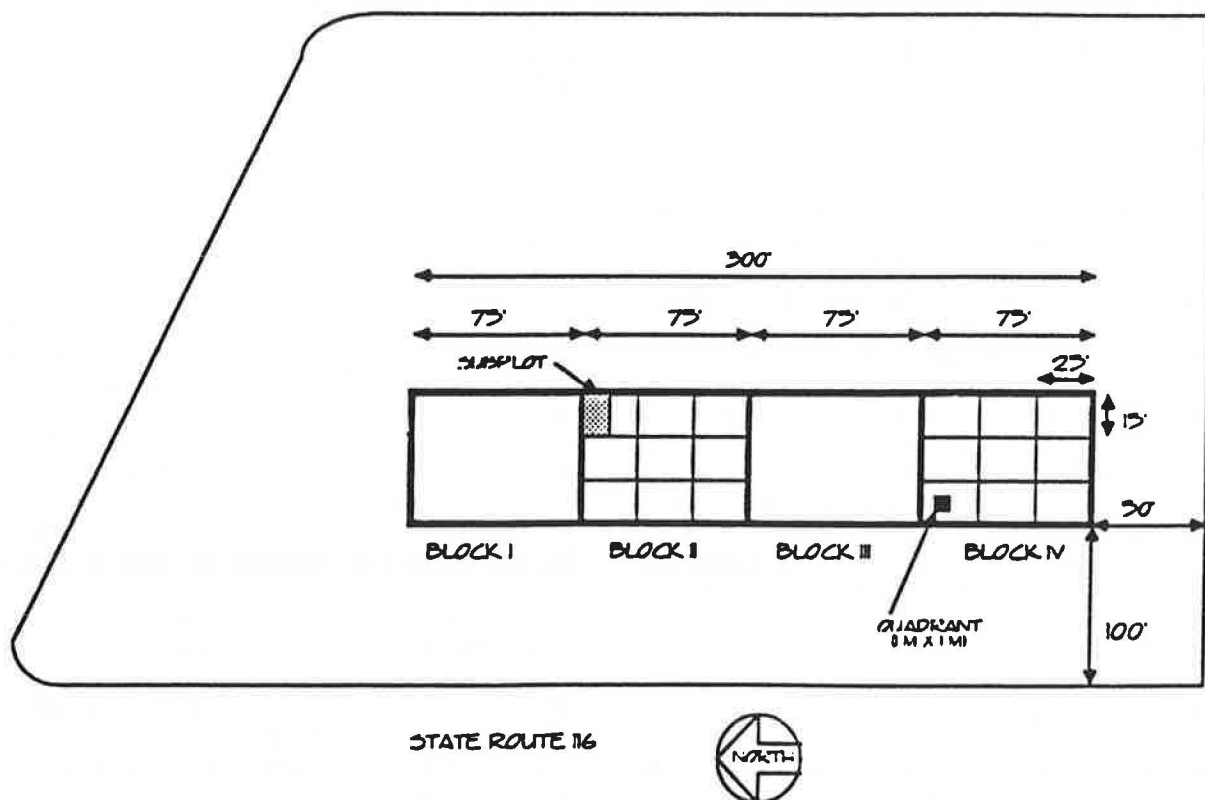 300'
75' 75' 75' 75'
SUBPLOT
25'
15'
50'
BLOCK I BLOCK II BLOCK III BLOCK IV
QUADRANT
(1 M X 1 M)
100'
STATE ROUTE 116
NORTH